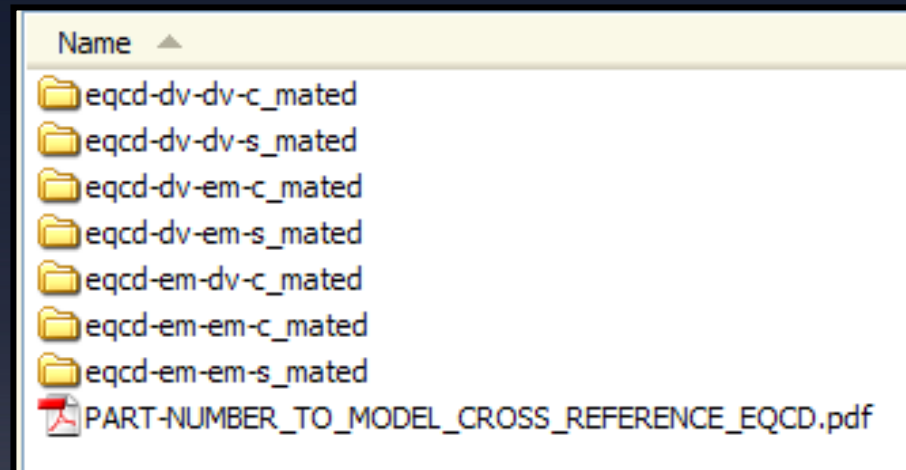 Name
eqcd-dv-dv-c_mated
eqcd-dv-dv-s_mated
eqcd-dv-em-c_mated
eqcd-dv-em-s_mated
eqcd-em-dv-c_mated
eqcd-em-em-c_mated
eqcd-em-em-s_mated
PART-NUMBER_TO_MODEL_CROSS_REFERENCE_EQCD.pdf